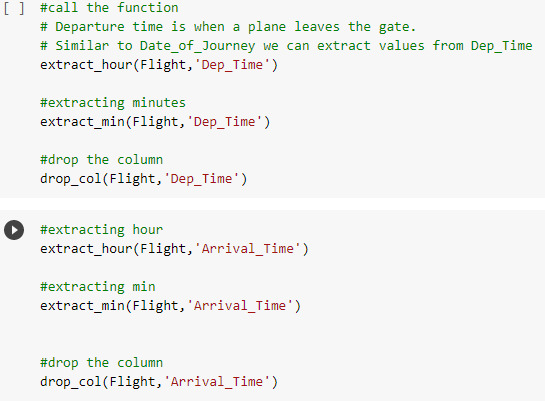 [ ] #call the function
# Departure time is when a plane leaves the gate.
# Similar to Date_of_Journey we can extract values from Dep_Time
extract_hour(Flight,'Dep_Time')
#extracting minutes
extract_min(Flight,'Dep_Time')
#drop the column
drop_col(Flight,'Dep_Time')
#extracting hour
extract_hour(Flight,'Arrival_Time')
#extracting min
extract_min(Flight,'Arrival_Time')
#drop the column
drop_col(Flight,'Arrival_Time')